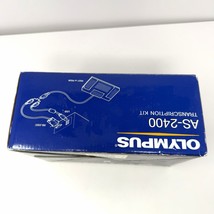 OLYMPUS
AS-2400
TRANSCRIPTION KIT